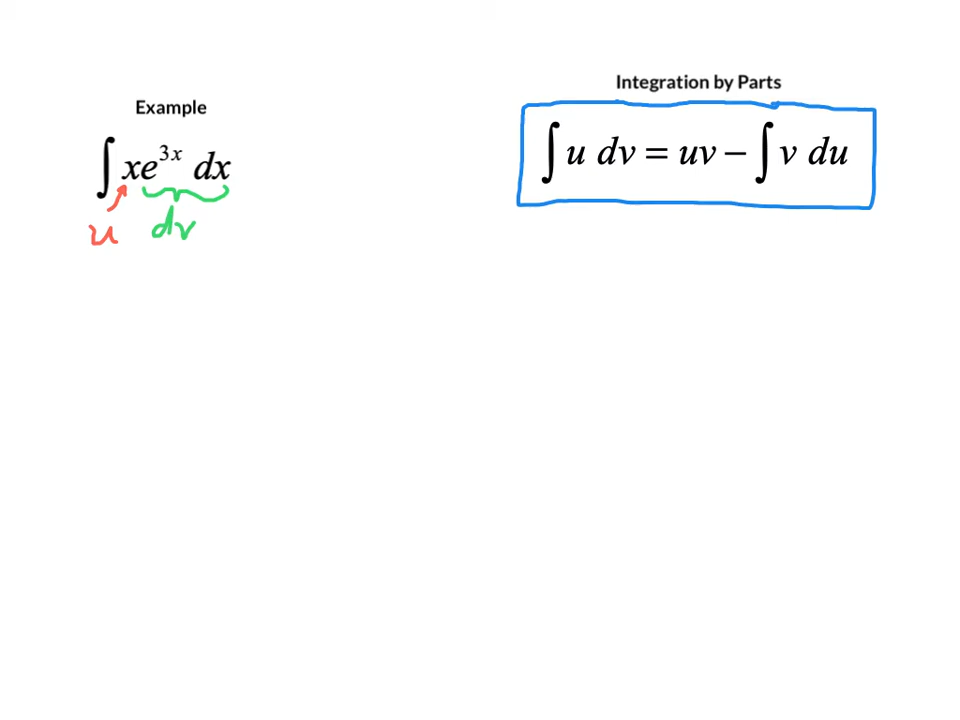 Example
∫ xe^{3x} dx
u dv
Integration by Parts
∫ u dv = uv − ∫ v du